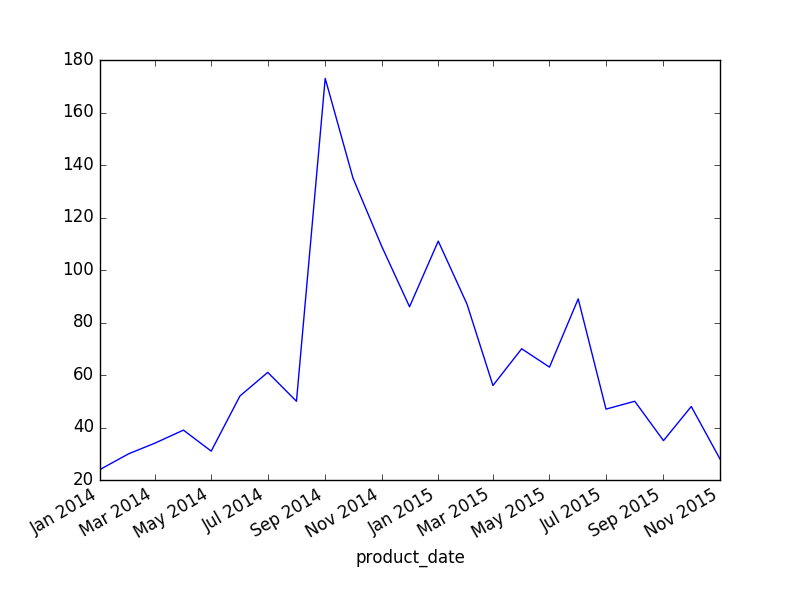 180
160
140
120
100
80
60
40
20
Jan 2014
Mar 2014
May 2014
Jul 2014
Sep 2014
Nov 2014
Jan 2015
Mar 2015
May 2015
Jul 2015
Sep 2015
Nov 2015
product_date